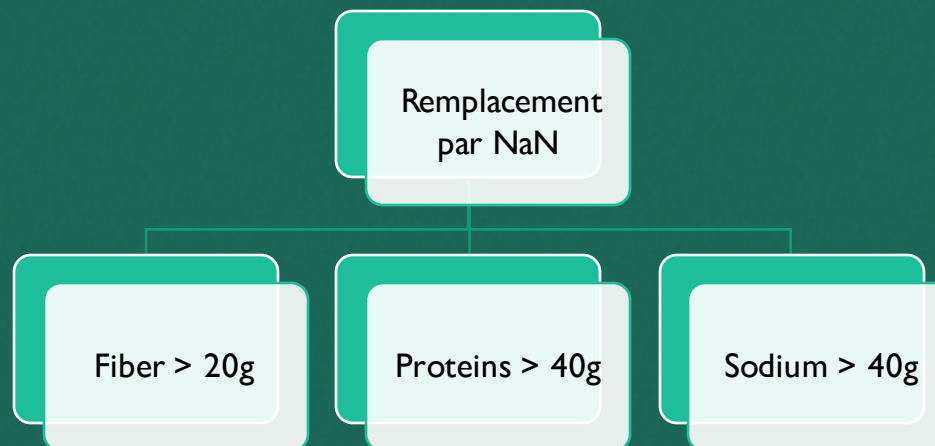 Remplacement
par NaN
Fiber > 20g
Proteins > 40g
Sodium > 40g